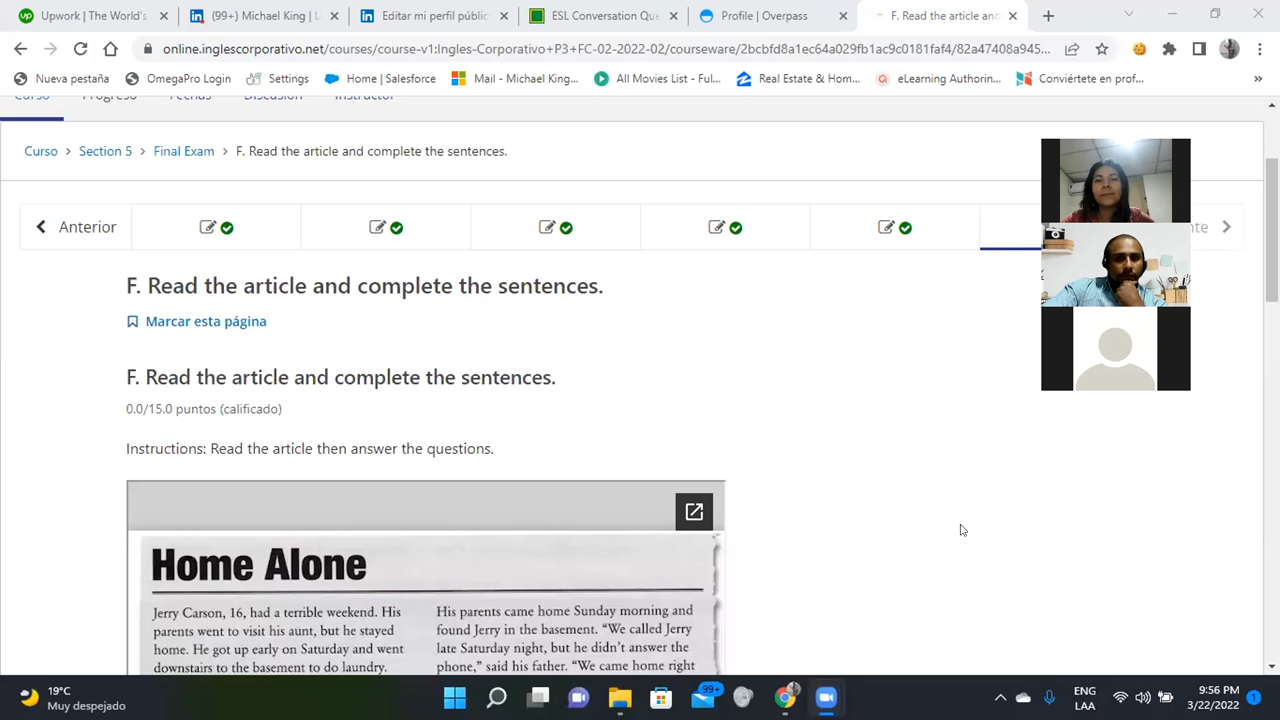 Upwork | The World's
(99+) Michael King | L
Editar mi perfil públic
ESL Conversation Que
Profile | Overpass
F. Read the article and
online.inglescorporativo.net/courses/course-v1:Ingles-Corporativo+P3+FC-02-2022-02/courseware/2bcbfd8a1ec64a029fb1ac9c0181faf4/82a47408a945...
Nueva pestaña
OmegaPro Login
Settings
Home | Salesforce
Mail - Michael King...
All Movies List - Ful...
Real Estate & Hom...
eLearning Authorin...
Conviértete en prof...
»
Curso
Progreso
Fechas
Discusión
Instructor
Curso > Section 5 > Final Exam > F. Read the article and complete the sentences.
Anterior
nte
F. Read the article and complete the sentences.
Marcar esta página
F. Read the article and complete the sentences.
0.0/15.0 puntos (calificado)
Instructions: Read the article then answer the questions.
Home Alone
Jerry Carson, 16, had a terrible weekend. His
parents went to visit his aunt, but he stayed
home. He got up early on Saturday and went
downstairs to the basement to do laundry.
His parents came home Sunday morning and
found Jerry in the basement. "We called Jerry
late Saturday night, but he didn't answer the
phone," said his father. "We came home right
19°C
Muy despejado
99+
ENG
LAA
9:56 PM
3/22/2022
1